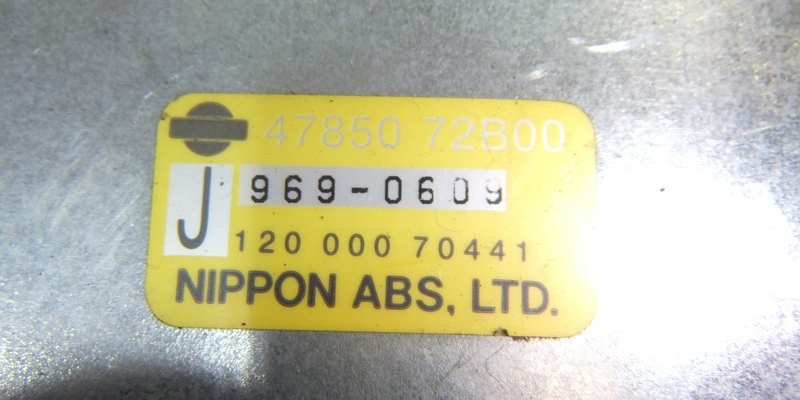 47850 72B00
J 969-0609
120 000 70441
NIPPON ABS, LTD.